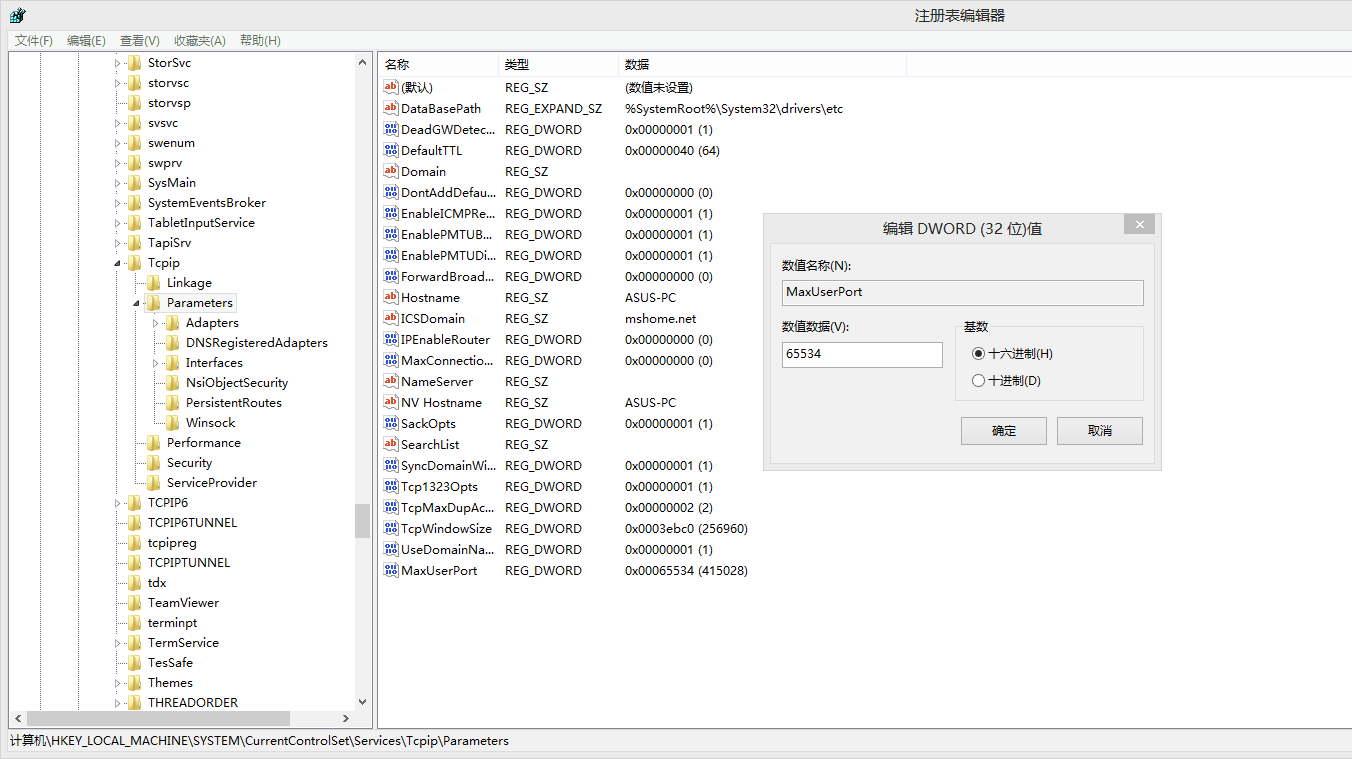 注册表编辑器
文件(F) 编辑(E) 查看(V) 收藏夹(A) 帮助(H)
StorSvc
storvsc
storvsp
svsvc
swenum
swprv
SysMain
SystemEventsBroker
TabletInputService
TapiSrv
Tcpip
Linkage
Parameters
Adapters
DNSRegisteredAdapters
Interfaces
NsiObjectSecurity
PersistentRoutes
Winsock
Performance
Security
ServiceProvider
TCPIP6
TCPIP6TUNNEL
tcpipreg
TCPIPTUNNEL
tdx
TeamViewer
terminpt
TermService
TesSafe
Themes
THREADORDER
名称 类型 数据
(默认) REG_SZ (数值未设置)
DataBasePath REG_EXPAND_SZ %SystemRoot%\System32\drivers\etc
DeadGWDetec... REG_DWORD 0x00000001 (1)
DefaultTTL REG_DWORD 0x00000040 (64)
Domain REG_SZ
DontAddDefau... REG_DWORD 0x00000000 (0)
EnableICMPRe... REG_DWORD 0x00000001 (1)
EnablePMTUB... REG_DWORD 0x00000001 (1)
EnablePMTUDi... REG_DWORD 0x00000001 (1)
ForwardBroad... REG_DWORD 0x00000000 (0)
Hostname REG_SZ ASUS-PC
ICSDomain REG_SZ mshome.net
IPEnableRouter REG_DWORD 0x00000000 (0)
MaxConnectio... REG_DWORD 0x00000000 (0)
NameServer REG_SZ
NV Hostname REG_SZ ASUS-PC
SackOpts REG_DWORD 0x00000001 (1)
SearchList REG_SZ
SyncDomainWi... REG_DWORD 0x00000001 (1)
Tcp1323Opts REG_DWORD 0x00000001 (1)
TcpMaxDupAc... REG_DWORD 0x00000002 (2)
TcpWindowSize REG_DWORD 0x0003ebc0 (256960)
UseDomainNa... REG_DWORD 0x00000001 (1)
MaxUserPort REG_DWORD 0x00065534 (415028)
编辑 DWORD (32 位)值
数值名称(N):
MaxUserPort
数值数据(V):
65534
基数
十六进制(H)
十进制(D)
确定 取消
计算机\HKEY_LOCAL_MACHINE\SYSTEM\CurrentControlSet\Services\Tcpip\Parameters